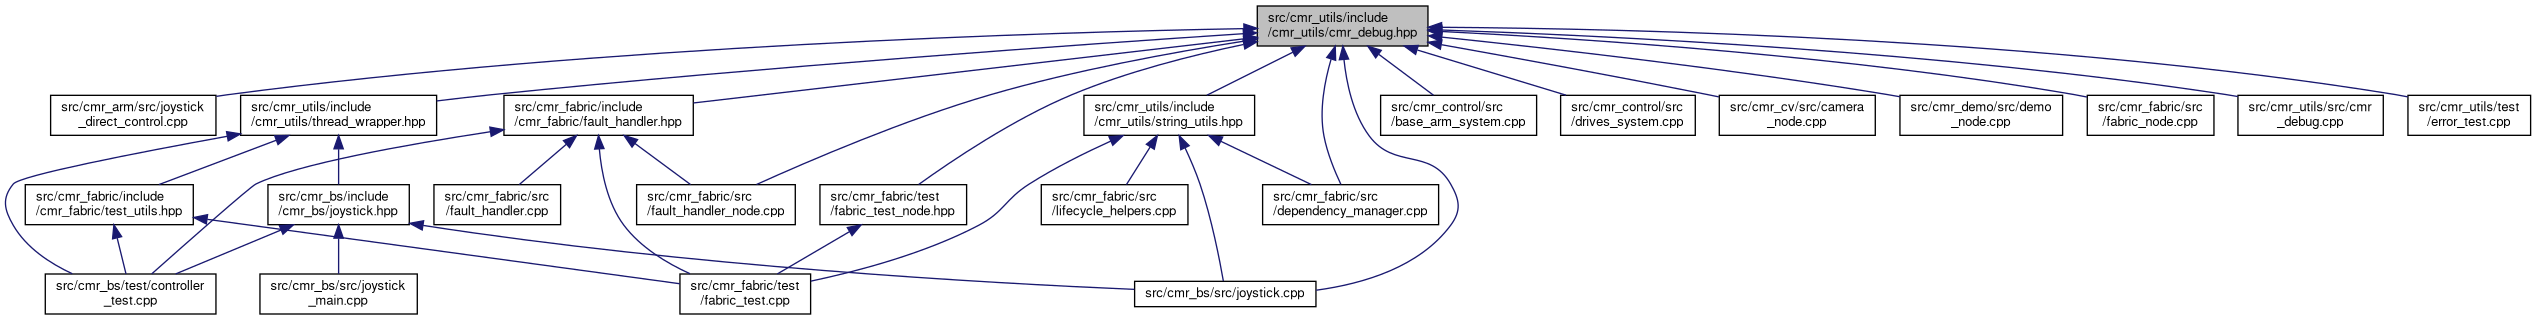 src/cmr_utils/include
/cmr_utils/cmr_debug.hpp
src/cmr_arm/src/joystick
_direct_control.cpp
src/cmr_utils/include
/cmr_utils/thread_wrapper.hpp
src/cmr_fabric/include
/cmr_fabric/fault_handler.hpp
src/cmr_utils/include
/cmr_utils/string_utils.hpp
src/cmr_control/src
/base_arm_system.cpp
src/cmr_control/src
/drives_system.cpp
src/cmr_cv/src/camera
_node.cpp
src/cmr_demo/src/demo
_node.cpp
src/cmr_fabric/src
/fabric_node.cpp
src/cmr_utils/src/cmr
_debug.cpp
src/cmr_utils/test
/error_test.cpp
src/cmr_fabric/include
/cmr_fabric/test_utils.hpp
src/cmr_bs/include
/cmr_bs/joystick.hpp
src/cmr_fabric/src
/fault_handler.cpp
src/cmr_fabric/src
/fault_handler_node.cpp
src/cmr_fabric/test
/fabric_test_node.hpp
src/cmr_fabric/src
/lifecycle_helpers.cpp
src/cmr_fabric/src
/dependency_manager.cpp
src/cmr_bs/test/controller
_test.cpp
src/cmr_bs/src/joystick
_main.cpp
src/cmr_fabric/test
/fabric_test.cpp
src/cmr_bs/src/joystick.cpp